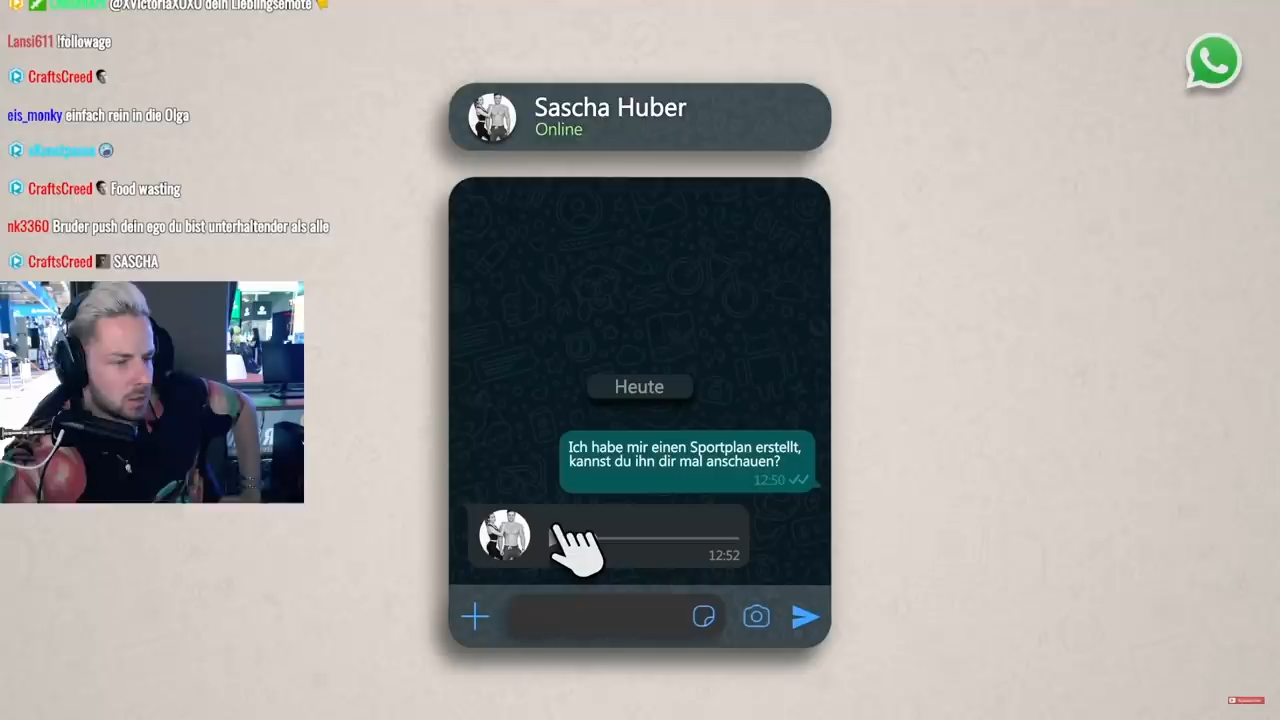 @XVictoriaXOXO dein Lieblingsemote
Lansi611 !followage
CraftsCreed
eis_monky einfach rein in die Olga
CraftsCreed Food wasting
nk3360 Bruder push dein ego du bist unterhaltender als alle
CraftsCreed SASCHA
Sascha Huber
Online
Heute
Ich habe mir einen Sportplan erstellt,
kannst du ihn dir mal anschauen?
12:50
12:52